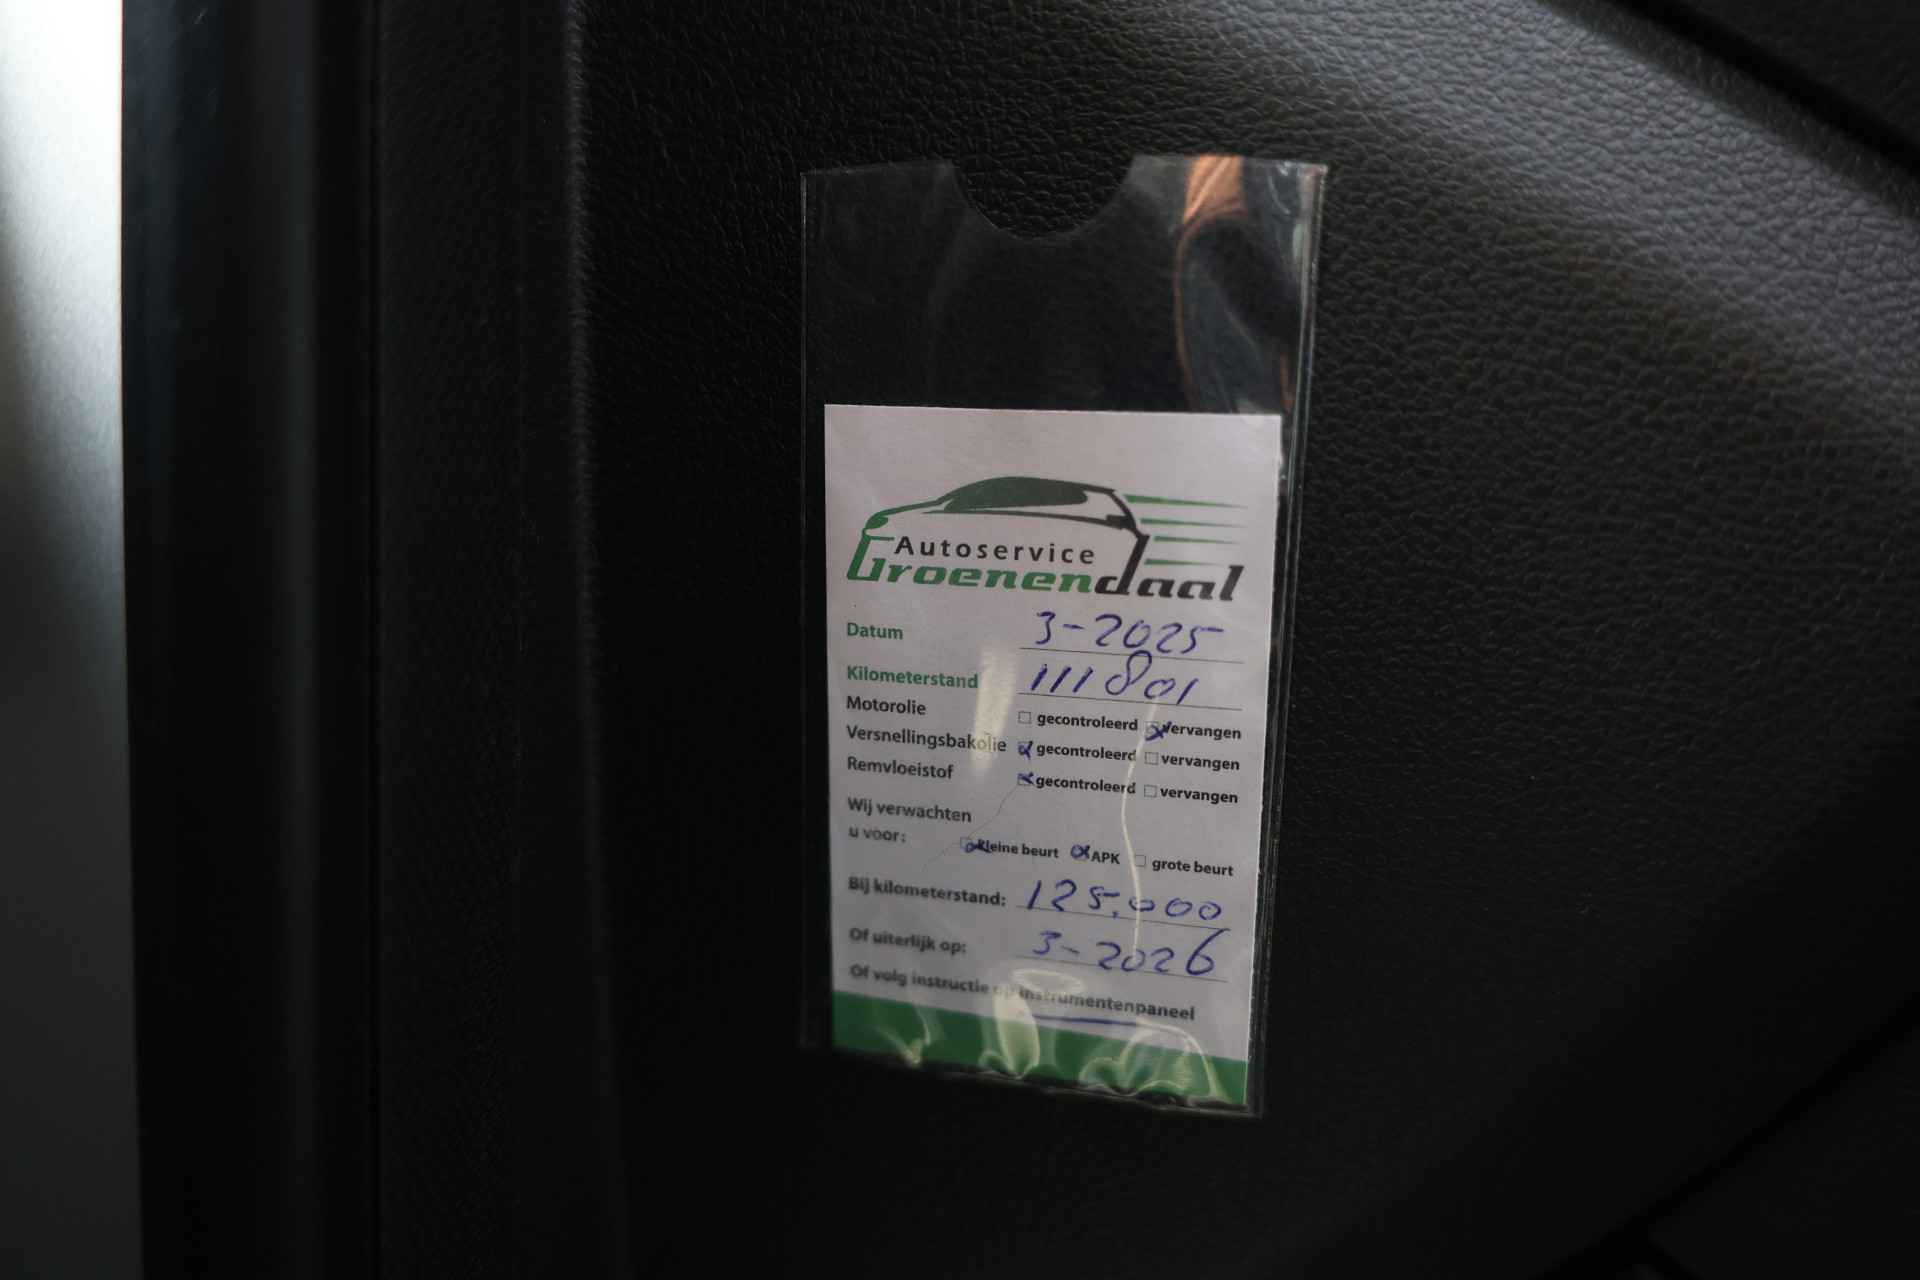 Autoservice
Groenendaal
Datum 3-2025
Kilometerstand 111801
Motorolie gecontroleerd vervangen
Versnellingsbakolie gecontroleerd vervangen
Remvloeistof gecontroleerd vervangen
Wij verwachten
u voor: kleine beurt APK grote beurt
Bij kilometerstand: 125.000
Of uiterlijk op: 3-2026
Of volg instructie op instrumentenpaneel